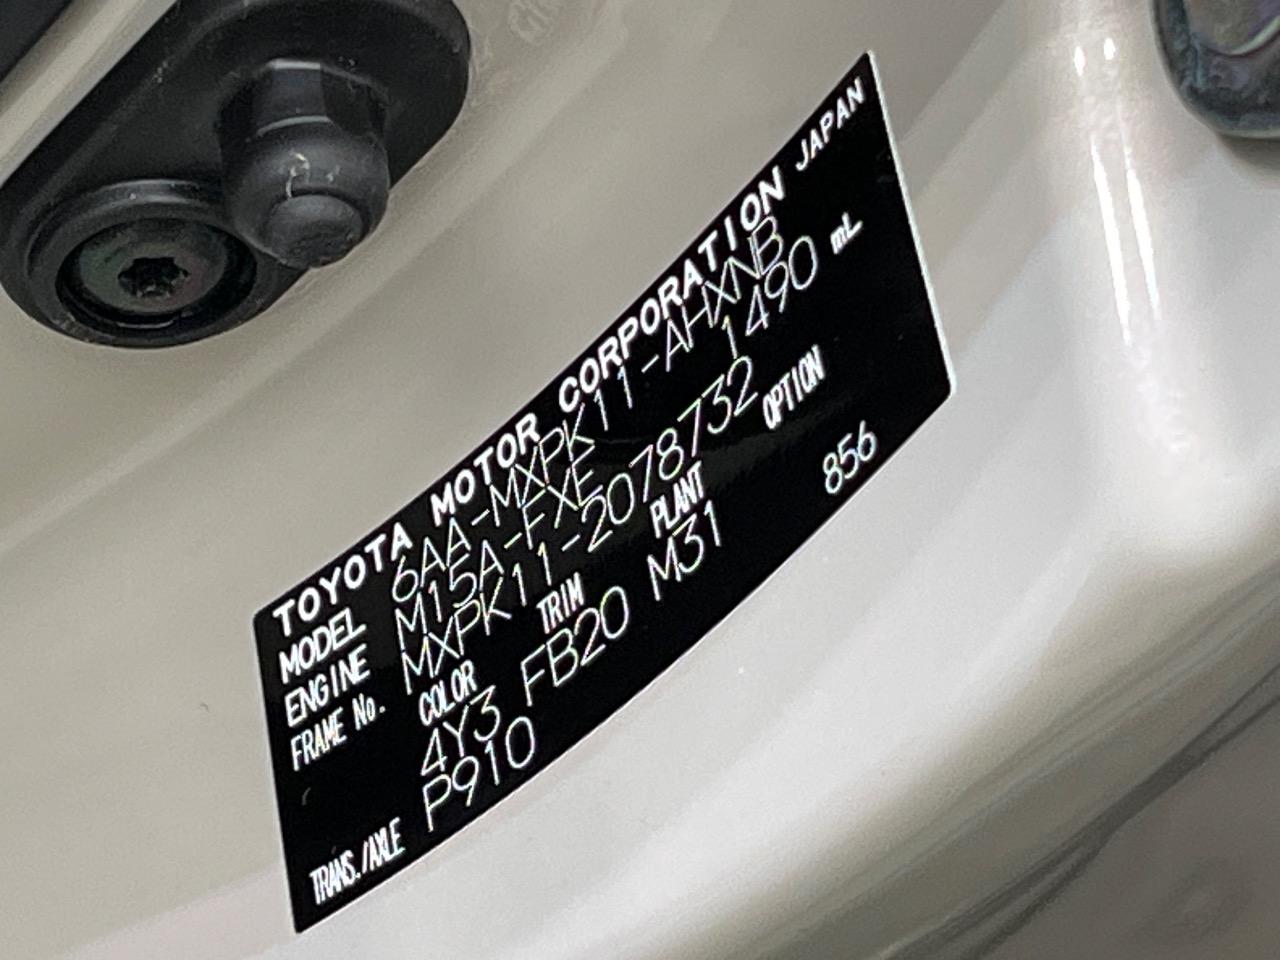 TOYOTA MOTOR CORPORATION JAPAN
MODEL 6AA-MXPK11-AHXNB
ENGINE M15A-FXE 1490 mL
FRAME No. MXPK11-2078732
COLOR TRIM PLANT OPTION
4Y3 FB20 M31 856
TRANS./AXLE P910